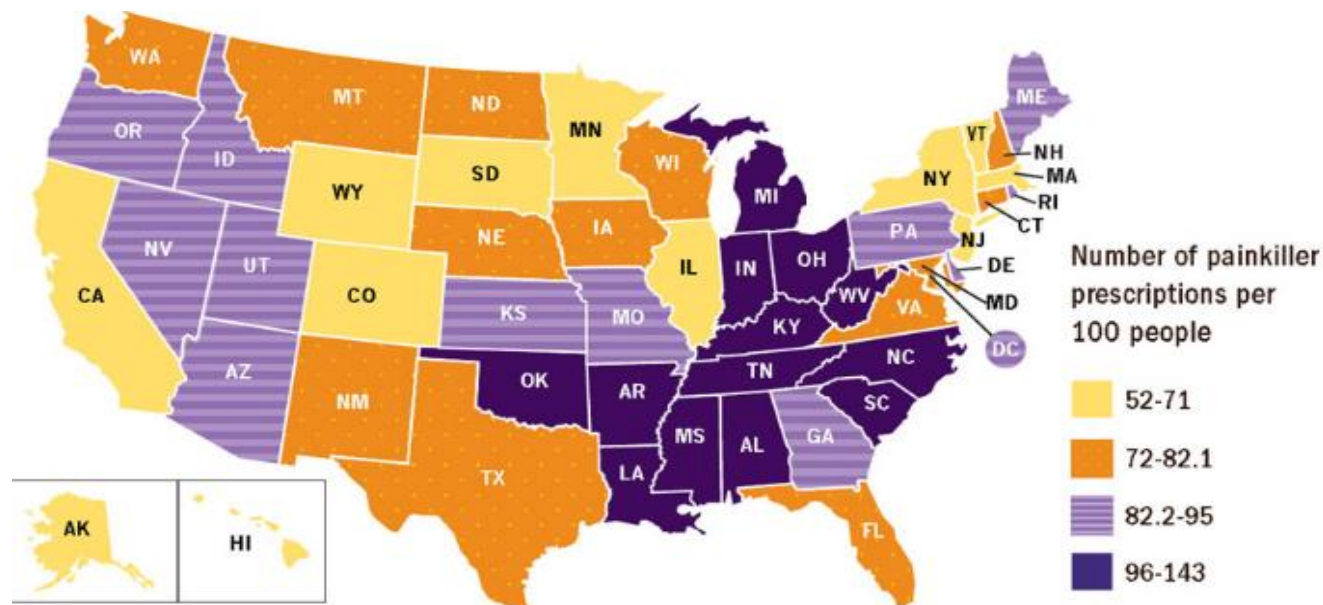 WA
MT
ND
MN
ME
VT
OR
ID
WI
NH
SD
NY
MA
WY
MI
RI
CT
NE
IA
PA
NV
NJ
UT
IL
IN
OH
DE
CA
CO
WV
MD
KS
MO
KY
VA
DC
AZ
TN
NC
OK
NM
AR
SC
MS
AL
GA
TX
LA
AK
HI
FL
Number of painkiller
prescriptions per
100 people
52-71
72-82.1
82.2-95
96-143